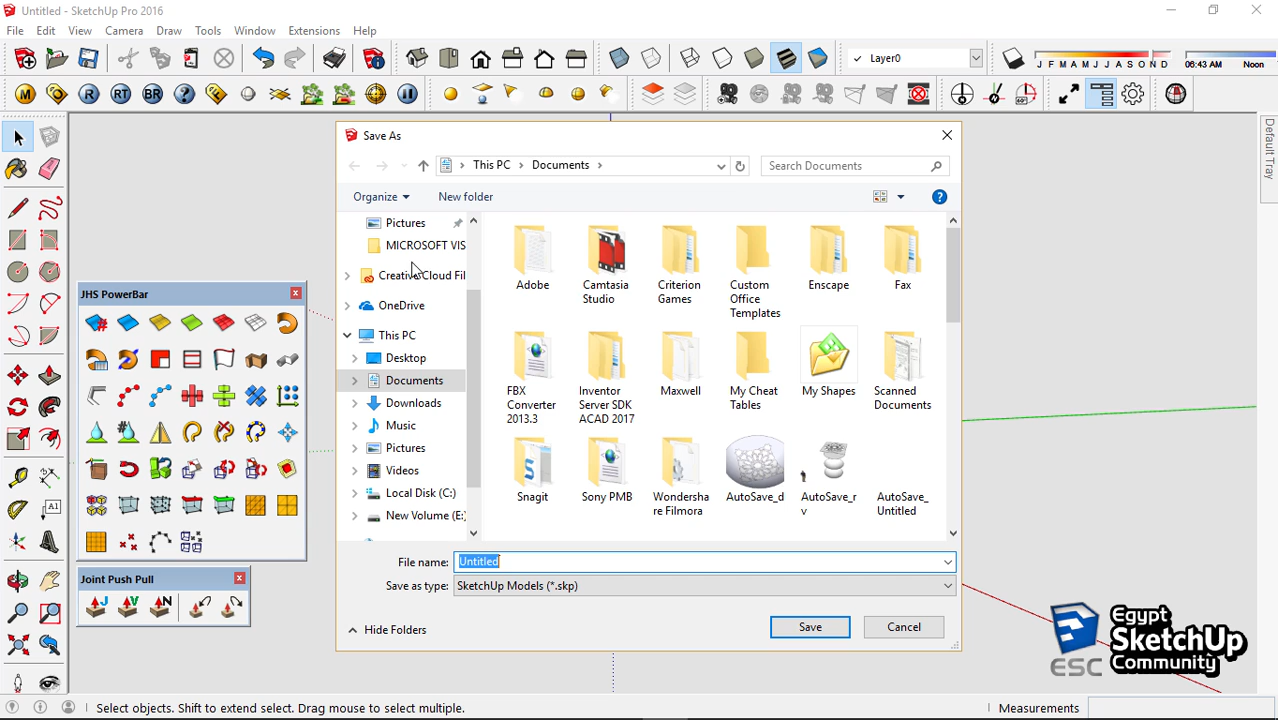 Untitled - SketchUp Pro 2016
File Edit View Camera Draw Tools Window Extensions Help
Layer0
J F M A M J J A S O N D
06:43 AM Noon
M R RT BR
Default Tray
JHS PowerBar
Joint Push Pull
J V N
A1
Save As
This PC > Documents >
Search Documents
Organize
New folder
Pictures
MICROSOFT VIS
Creative Cloud Fil
OneDrive
This PC
Desktop
Documents
Downloads
Music
Pictures
Videos
Local Disk (C:)
New Volume (E:
Adobe
Camtasia
Studio
Criterion
Games
Custom
Office
Templates
Enscape
Fax
FBX
Converter
2013.3
Inventor
Server SDK
ACAD 2017
Maxwell
My Cheat
Tables
My Shapes
Scanned
Documents
Snagit
Sony PMB
Wondersha
re Filmora
AutoSave_d
AutoSave_r
v
AutoSave_
Untitled
File name: Untitled
Save as type: SketchUp Models (*.skp)
Hide Folders
Save
Cancel
ESC
Egypt
SketchUp
Community
Select objects. Shift to extend select. Drag mouse to select multiple.
Measurements